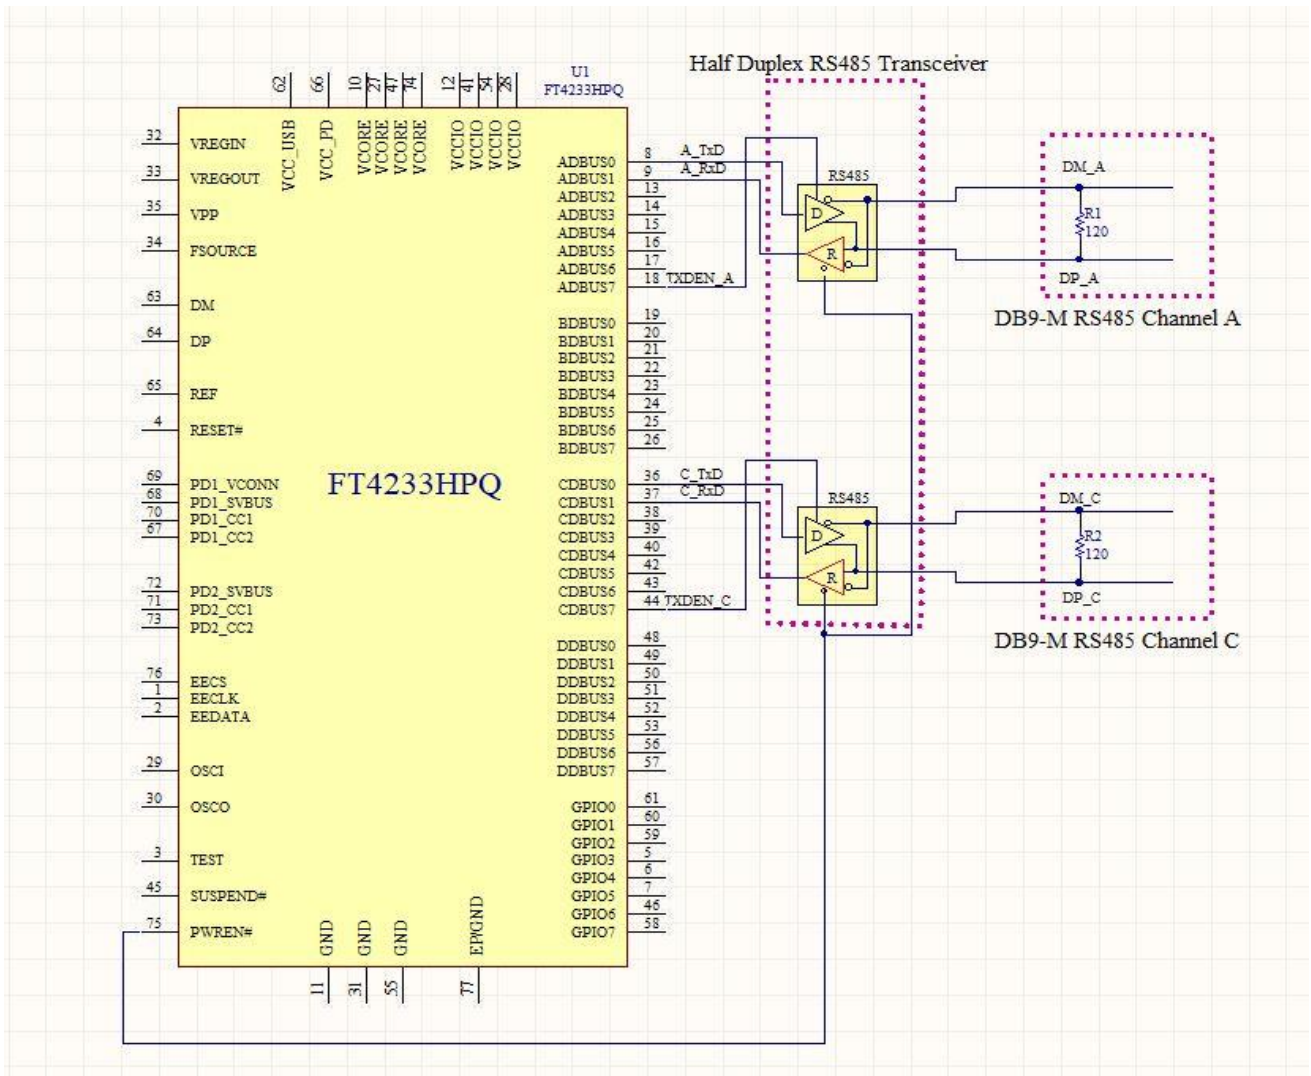 Half Duplex RS485 Transceiver
U1
FT4233HPQ
62
66
10
27
47
74
12
41
54
28
VCC_USB
VCC_PD
VCORE
VCORE
VCORE
VCORE
VCCIO
VCCIO
VCCIO
VCCIO
32 VREGIN
33 VREGOUT
35 VPP
34 FSOURCE
63 DM
64 DP
65 REF
4 RESET#
69 PD1_VCONN
68 PD1_SVBUS
70 PD1_CC1
67 PD1_CC2
72 PD2_SVBUS
71 PD2_CC1
73 PD2_CC2
76 EECS
1 EECLK
2 EEDATA
29 OSCI
30 OSCO
3 TEST
45 SUSPEND#
75 PWREN#
FT4233HPQ
ADBUS0 8 A_TxD
ADBUS1 9 A_RxD
ADBUS2 13
ADBUS3 14
ADBUS4 15
ADBUS5 16
ADBUS6 17
ADBUS7 18 TXDEN_A
BDBUS0 19
BDBUS1 20
BDBUS2 21
BDBUS3 22
BDBUS4 23
BDBUS5 24
BDBUS6 25
BDBUS7 26
CDBUS0 36 C_TxD
CDBUS1 37 C_RxD
CDBUS2 38
CDBUS3 39
CDBUS4 40
CDBUS5 42
CDBUS6 43
CDBUS7 44 TXDEN_C
DDBUS0 48
DDBUS1 49
DDBUS2 50
DDBUS3 51
DDBUS4 52
DDBUS5 53
DDBUS6 56
DDBUS7 57
GPIO0 61
GPIO1 60
GPIO2 59
GPIO3 5
GPIO4 6
GPIO5 7
GPIO6 46
GPIO7 58
GND
GND
GND
EP/GND
11
31
55
77
RS485
D
R
DM_A
R1
120
DP_A
DB9-M RS485 Channel A
RS485
D
R
DM_C
R2
120
DP_C
DB9-M RS485 Channel C